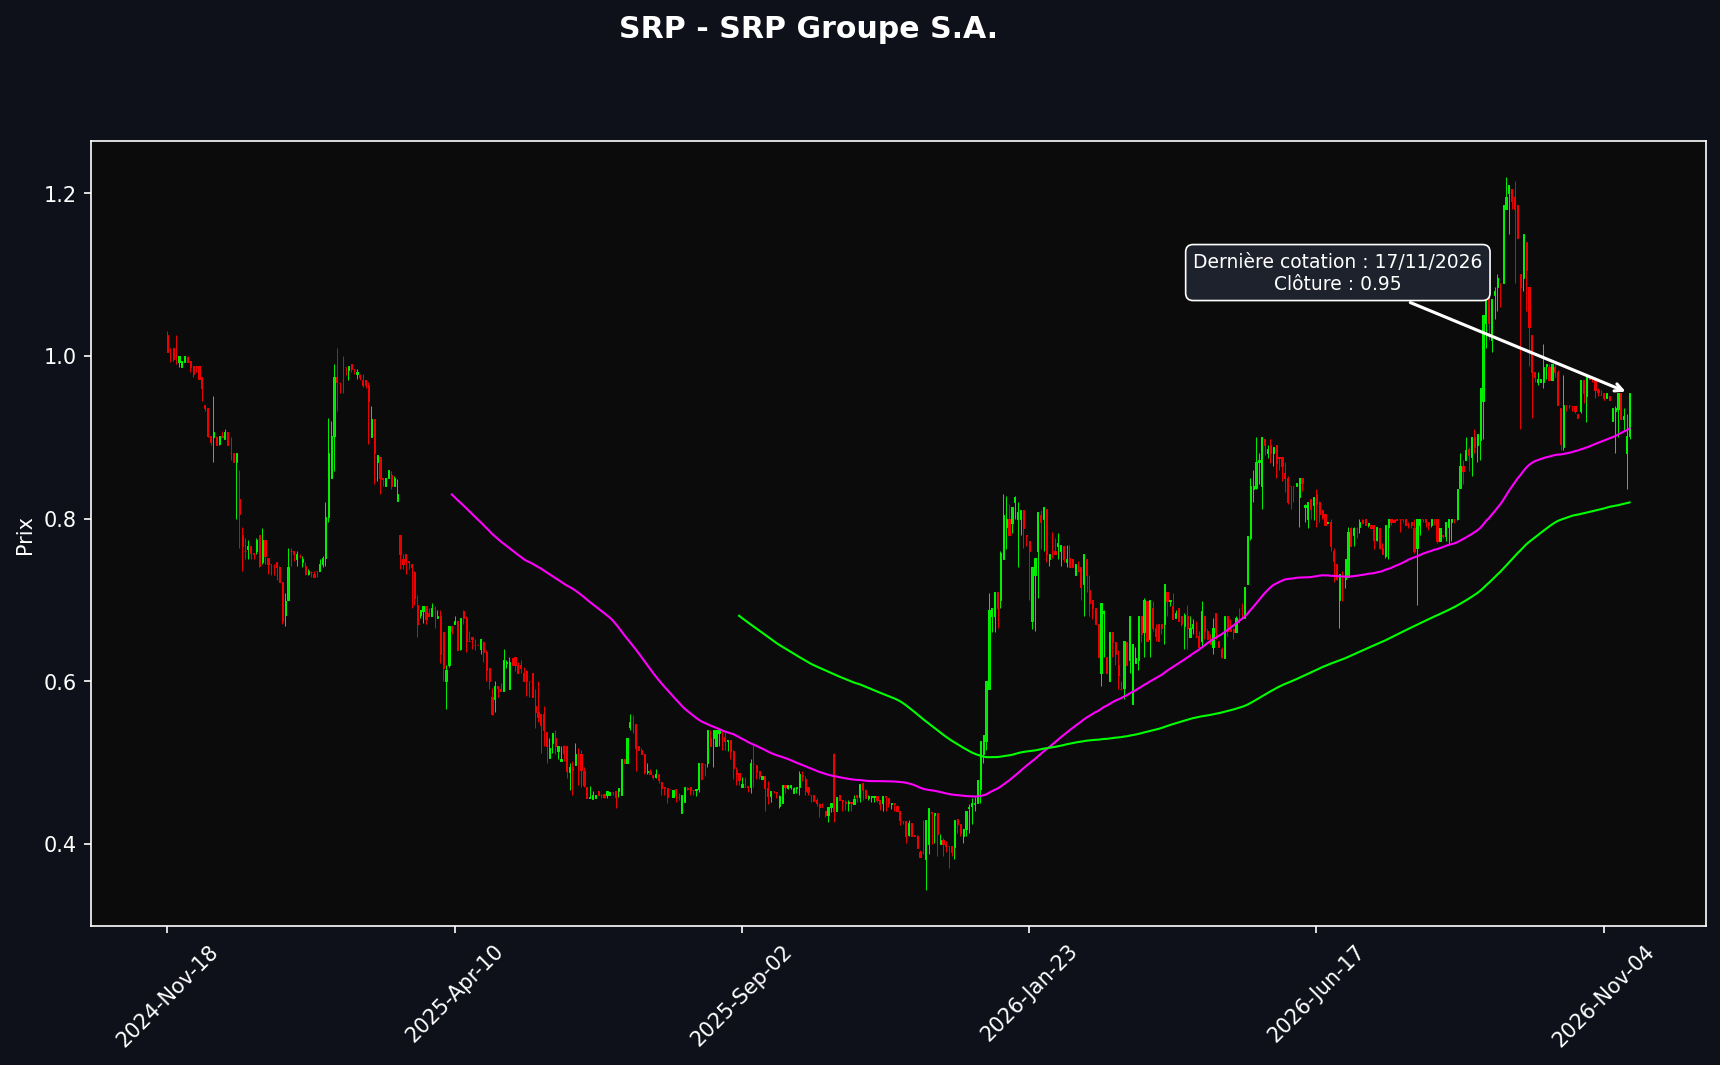 SRP - SRP Groupe S.A.
Prix
1.2
1.0
0.8
0.6
0.4
Dernière cotation : 17/11/2026
Clôture : 0.95
2024-Nov-18
2025-Apr-10
2025-Sep-02
2026-Jan-23
2026-Jun-17
2026-Nov-04